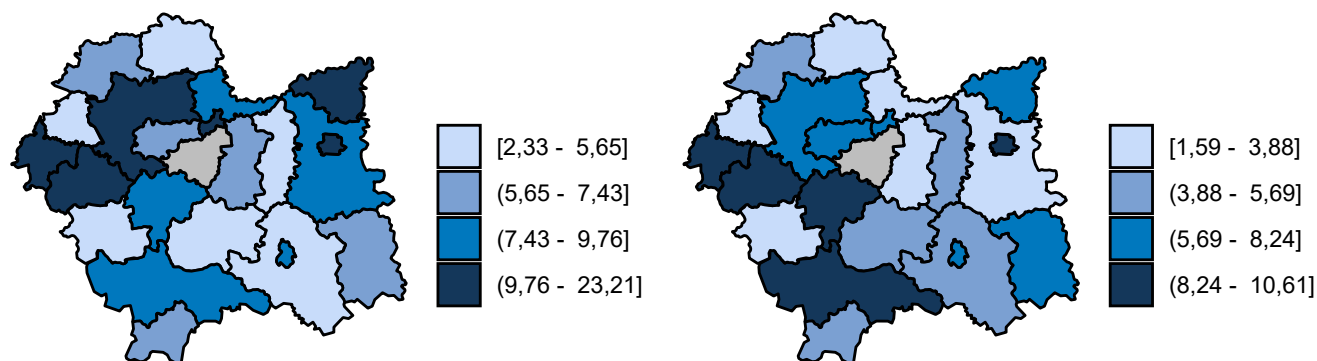 [2,33 - 5,65]
(5,65 - 7,43]
(7,43 - 9,76]
(9,76 - 23,21]
[1,59 - 3,88]
(3,88 - 5,69]
(5,69 - 8,24]
(8,24 - 10,61]